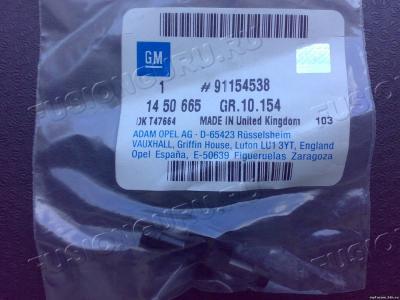 GM
1 # 91154538
14 50 665 GR.10.154
DK T47664 MADE IN United Kingdom 103
ADAM OPEL AG - D-65423 Rüsselsheim
VAUXHALL, Griffin House, Luton LU1 3YT, England
Opel España, E-50639 Figueruelas Zaragoza
FUSIONGURU.RU